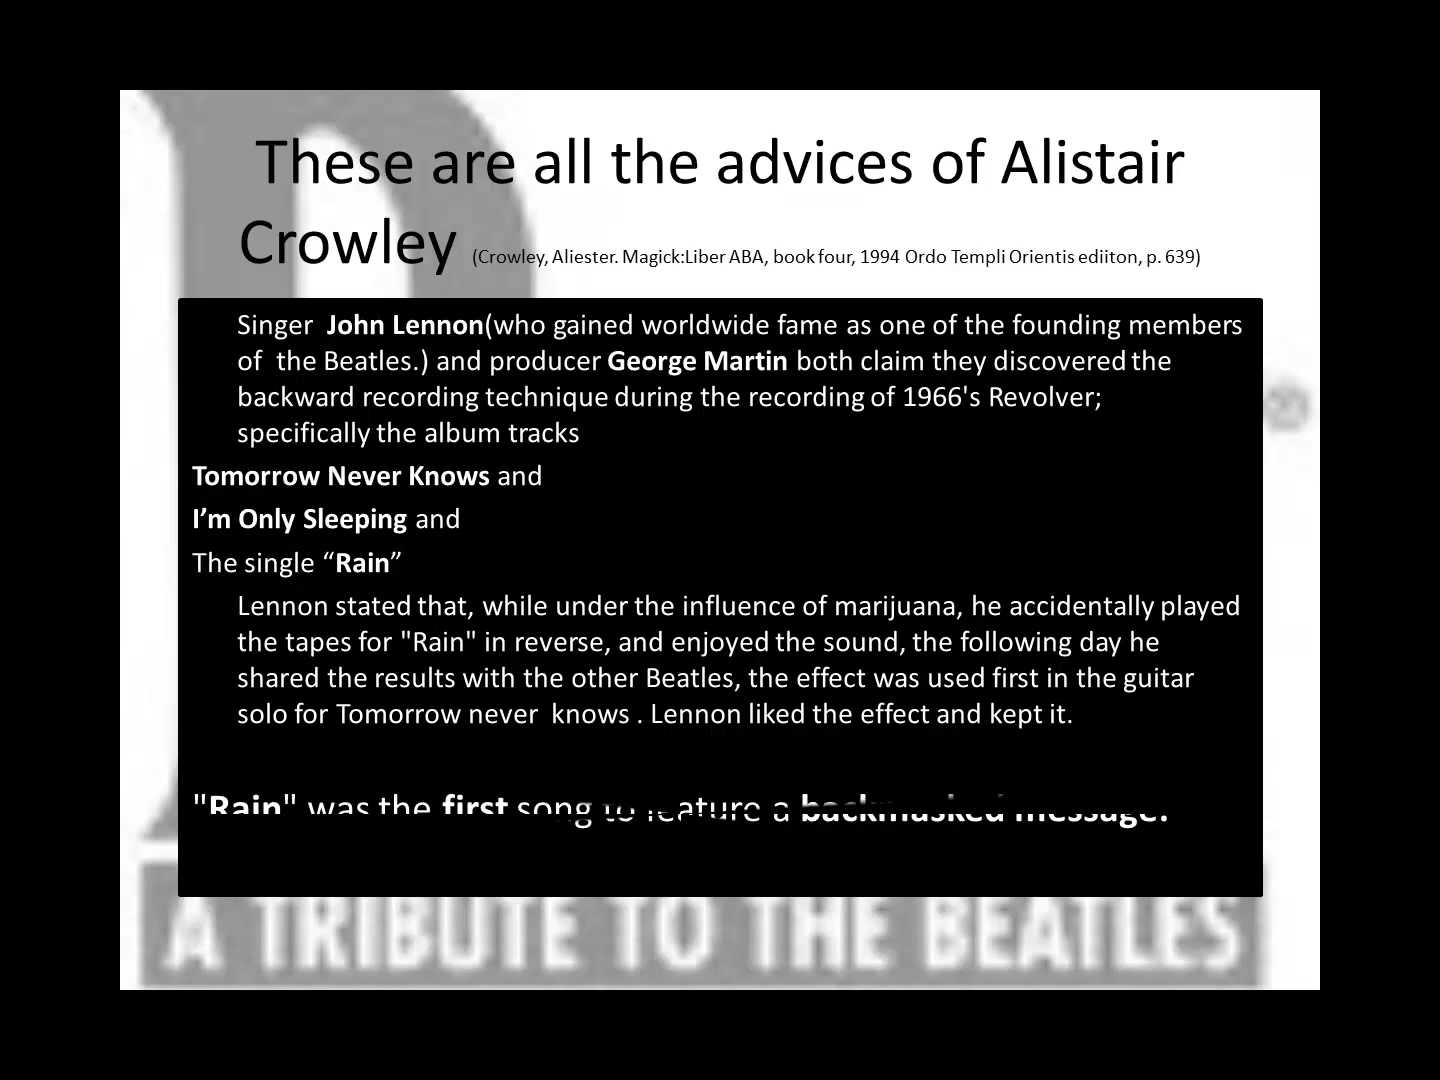 These are all the advices of Alistair
Crowley (Crowley, Aliester. Magick:Liber ABA, book four, 1994 Ordo Templi Orientis ediiton, p. 639)
Singer John Lennon(who gained worldwide fame as one of the founding members
of the Beatles.) and producer George Martin both claim they discovered the
backward recording technique during the recording of 1966's Revolver;
specifically the album tracks
Tomorrow Never Knows and
I’m Only Sleeping and
The single “Rain”
Lennon stated that, while under the influence of marijuana, he accidentally played
the tapes for "Rain" in reverse, and enjoyed the sound, the following day he
shared the results with the other Beatles, the effect was used first in the guitar
solo for Tomorrow never knows . Lennon liked the effect and kept it.
"Rain" was the first song to feature a backmasked message.
A TRIBUTE TO THE BEATLES
®